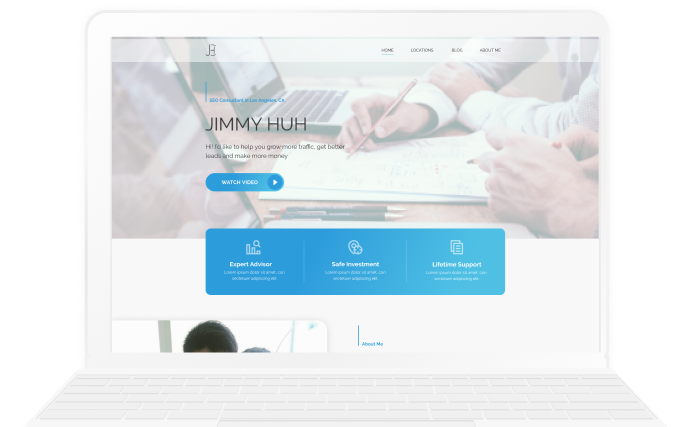 JH
HOME LOCATIONS BLOG ABOUT ME
SEO Consultant in Los Angeles, CA
JIMMY HUH
Hi! I'd like to help you grow more traffic, get better
leads and make more money
WATCH VIDEO
Expert Advisor
Lorem ipsum dolor sit amet, con
sectetuer adipiscing elit
Safe Investment
Lorem ipsum dolor sit amet, con
sectetuer adipiscing elit
Lifetime Support
Lorem ipsum dolor sit amet, con
sectetuer adipiscing elit
About Me